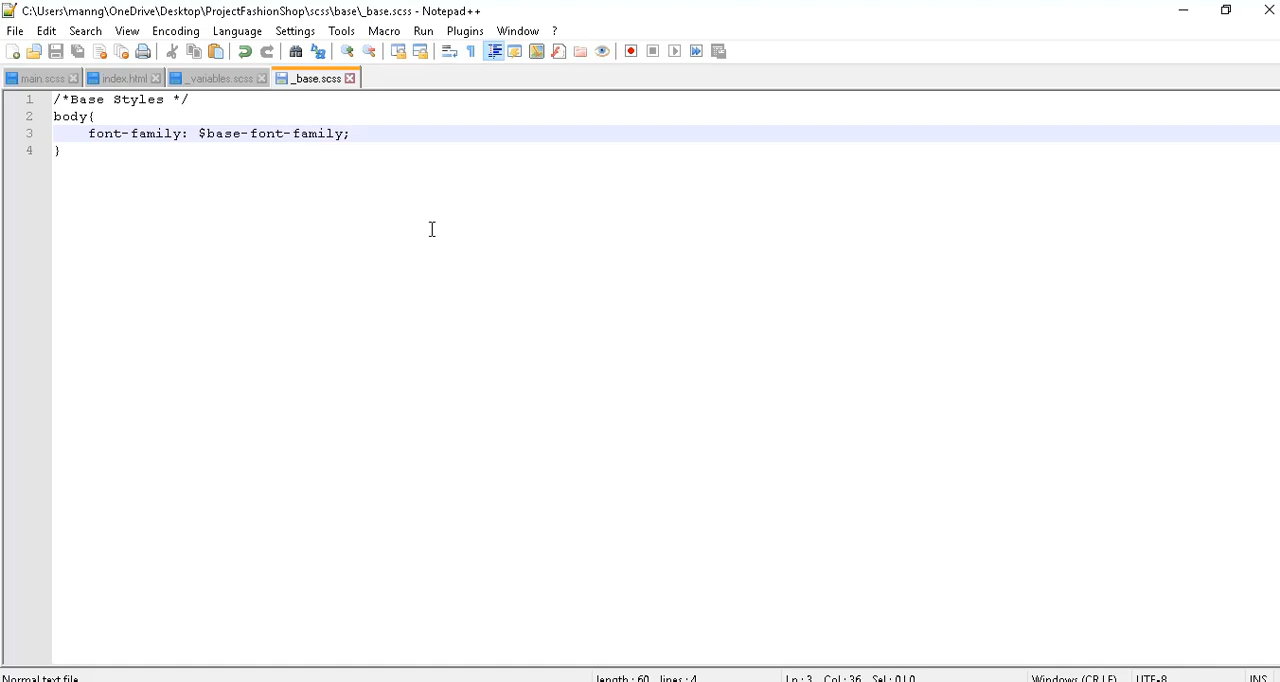 C:\Users\manng\OneDrive\Desktop\ProjectFashionShop\scss\base\_base.scss - Notepad++
File Edit Search View Encoding Language Settings Tools Macro Run Plugins Window ?
main.scss index.html _variables.scss _base.scss
1 /*Base Styles */
2 body{
3 font-family: $base-font-family;
4 }
Normal text file length : 60 lines : 4 Ln : 3 Col : 36 Sel : 0 | 0 Windows (CR LF) UTF-8 INS